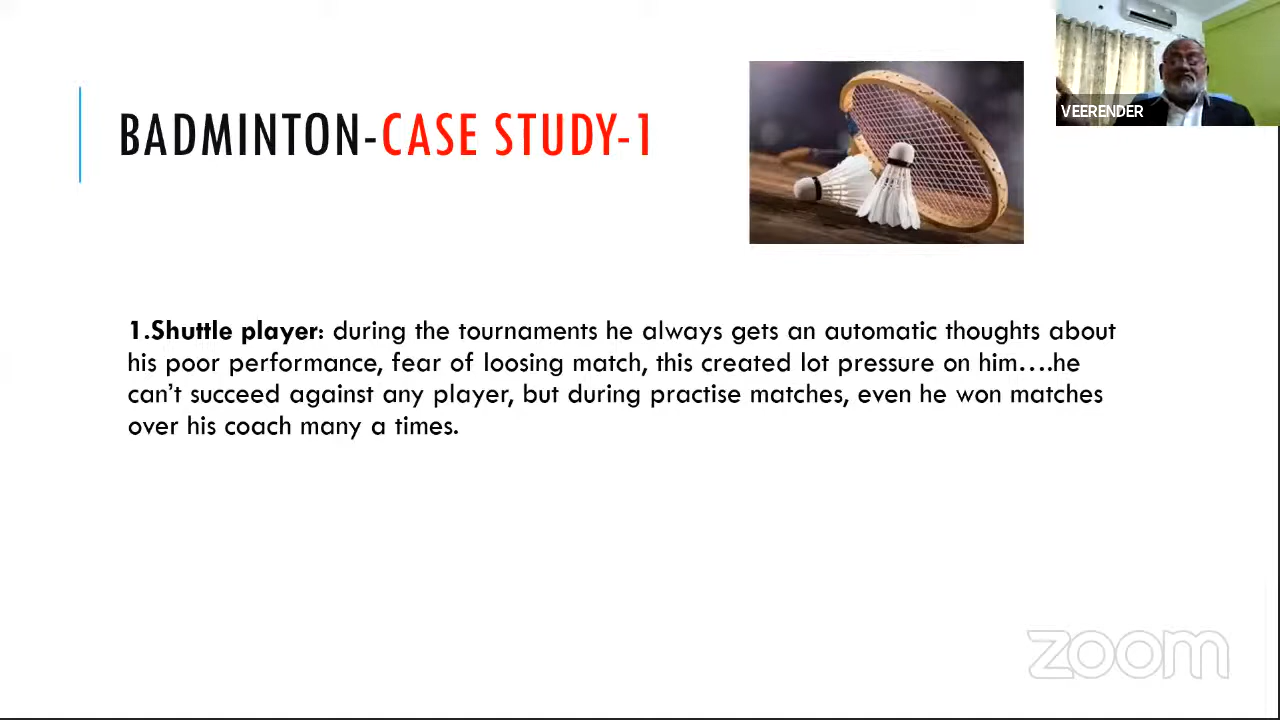 BADMINTON-CASE STUDY-1
VEERENDER
1.Shuttle player: during the tournaments he always gets an automatic thoughts about
his poor performance, fear of loosing match, this created lot pressure on him....he
can't succeed against any player, but during practise matches, even he won matches
over his coach many a times.
zoom